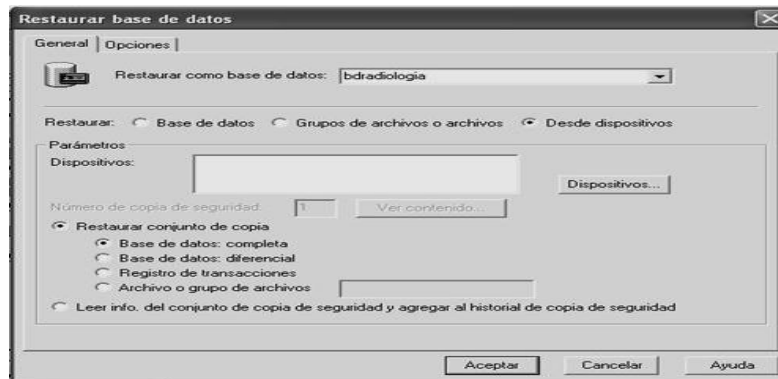 Restaurar base de datos
General Opciones
Restaurar como base de datos: bdradiologia
Restaurar: Base de datos Grupos de archivos o archivos Desde dispositivos
Parámetros
Dispositivos:
Dispositivos...
Número de copia de seguridad: 1 Ver contenido...
Restaurar conjunto de copia
Base de datos: completa
Base de datos: diferencial
Registro de transacciones
Archivo o grupo de archivos
Leer info. del conjunto de copia de seguridad y agregar al historial de copia de seguridad
Aceptar Cancelar Ayuda